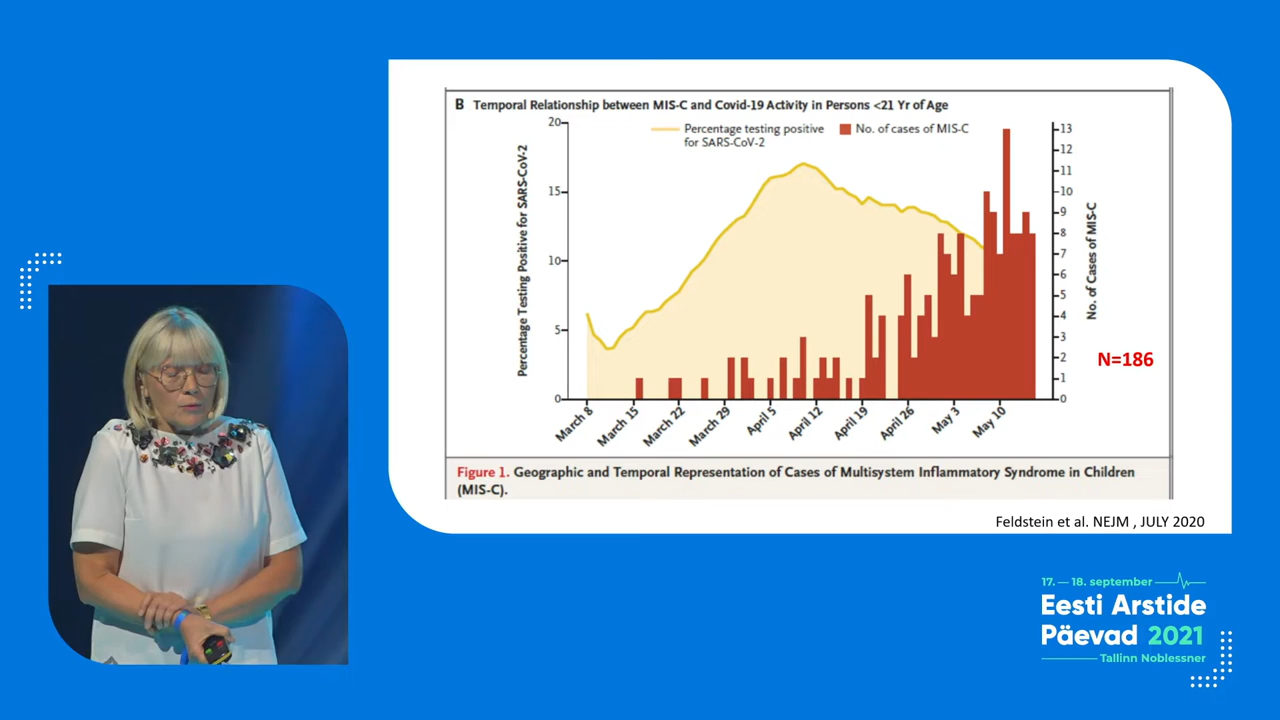 B Temporal Relationship between MIS-C and Covid-19 Activity in Persons <21 Yr of Age
Percentage testing positive
for SARS-CoV-2
No. of cases of MIS-C
Percentage Testing Positive for SARS-CoV-2
20
15
10
5
0
13
12
11
10
9
8
7
6
5
4
3
2
1
0
No. of Cases of MIS-C
N=186
March 8
March 15
March 22
March 29
April 5
April 12
April 19
April 26
May 3
May 10
Figure 1. Geographic and Temporal Representation of Cases of Multisystem Inflammatory Syndrome in Children
(MIS-C).
Feldstein et al. NEJM , JULY 2020
17. — 18. september
Eesti Arstide
Päevad 2021
Tallinn Noblessner